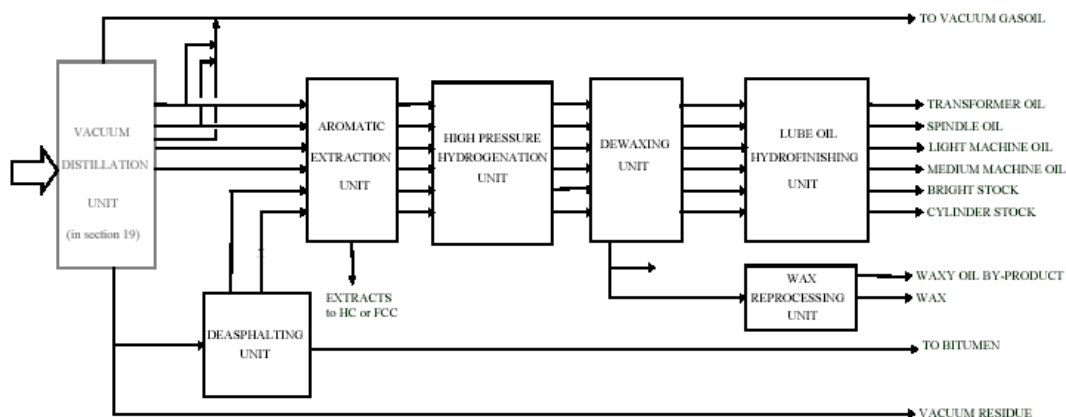 TO VACUUM GASOIL
VACUUM
DISTILLATION
UNIT
(in section 19)
AROMATIC
EXTRACTION
UNIT
HIGH PRESSURE
HYDROGENATION
UNIT
DEWAXING
UNIT
LUBE OIL
HYDROFINISHING
UNIT
TRANSFORMER OIL
SPINDLE OIL
LIGHT MACHINE OIL
MEDIUM MACHINE OIL
BRIGHT STOCK
CYLINDER STOCK
EXTRACTS
to HC or FCC
WAX
REPROCESSING
UNIT
WAXY OIL BY-PRODUCT
WAX
DEASPHALTING
UNIT
TO BITUMEN
VACUUM RESIDUE